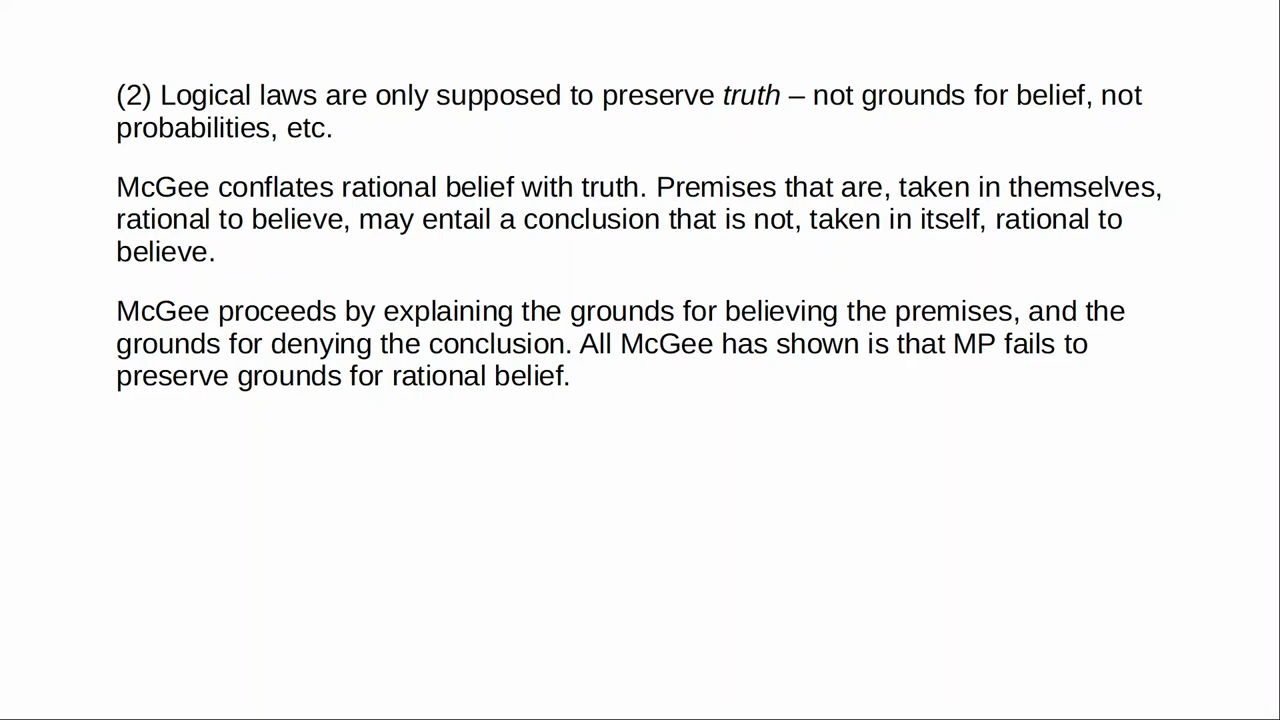 (2) Logical laws are only supposed to preserve truth – not grounds for belief, not
probabilities, etc.
McGee conflates rational belief with truth. Premises that are, taken in themselves,
rational to believe, may entail a conclusion that is not, taken in itself, rational to
believe.
McGee proceeds by explaining the grounds for believing the premises, and the
grounds for denying the conclusion. All McGee has shown is that MP fails to
preserve grounds for rational belief.